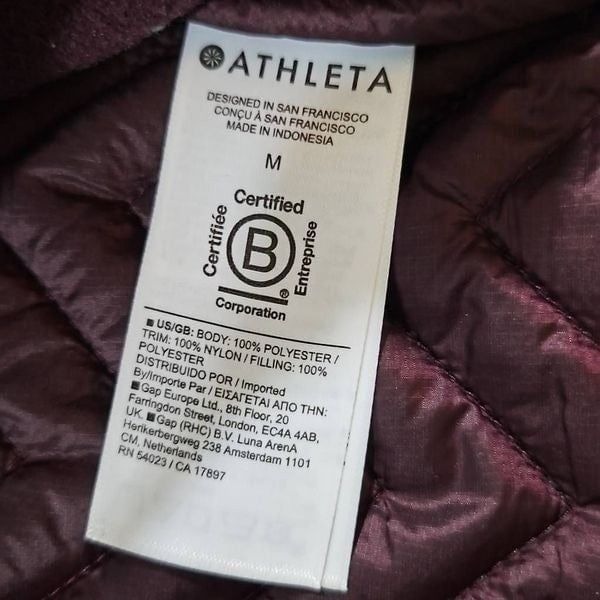 ATHLETA
DESIGNED IN SAN FRANCISCO
CONÇU À SAN FRANCISCO
MADE IN INDONESIA
M
Certified
Certifiée
B
Entreprise
®
Corporation
■ US/GB: BODY: 100% POLYESTER /
TRIM: 100% NYLON / FILLING: 100%
POLYESTER
DISTRIBUIDO POR / Imported
By/Importe Par / ΕΙΣΑΓΕΤΑΙ ΑΠΟ ΤΗΝ:
■ Gap Europe Ltd., 8th Floor, 20
Farringdon Street, London, EC4A 4AB,
UK. ■ Gap (RHC) B.V. Luna ArenA
Herikerbergweg 238 Amsterdam 1101
CM, Netherlands
RN 54023 / CA 17897